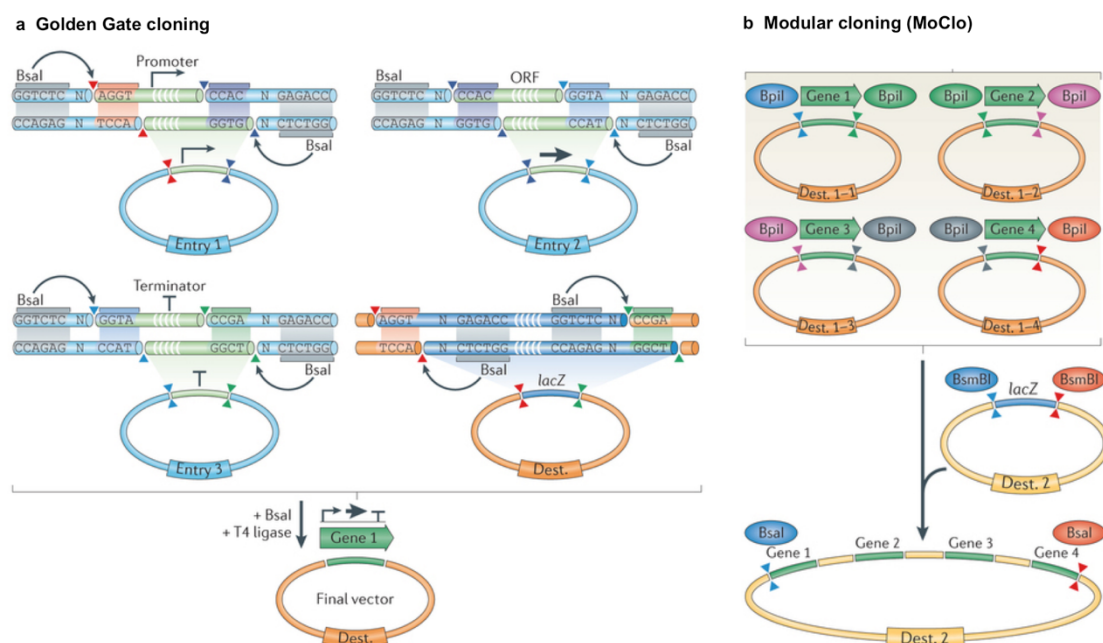 a Golden Gate cloning
BsaI
Promoter
GGTCTC N AGGT CCAC N GAGACC
CCAGAG N TCCA GGTG N CTCTGG
BsaI
Entry 1
BsaI
ORF
GGTCTC N CCAC GGTA N GAGACC
CCAGAG N GGTG CCAT N CTCTGG
BsaI
Entry 2
BsaI
Terminator
GGTCTC N GGTA CCGA N GAGACC
CCAGAG N CCAT GGCT N CTCTGG
BsaI
Entry 3
BsaI
AGGT N GAGACC GGTCTC N CCGA
TCCA N CTCTGG CCAGAG N GGCT
BsaI
lacZ
Dest.
+ BsaI
+ T4 ligase
Gene 1
Final vector
Dest.
b Modular cloning (MoClo)
BpiI Gene 1 BpiI
Dest. 1–1
BpiI Gene 2 BpiI
Dest. 1–2
BpiI Gene 3 BpiI
Dest. 1–3
BpiI Gene 4 BpiI
Dest. 1–4
BsmBI lacZ BsmBI
Dest. 2
BsaI BsaI
Gene 1 Gene 2 Gene 3 Gene 4
Dest. 2